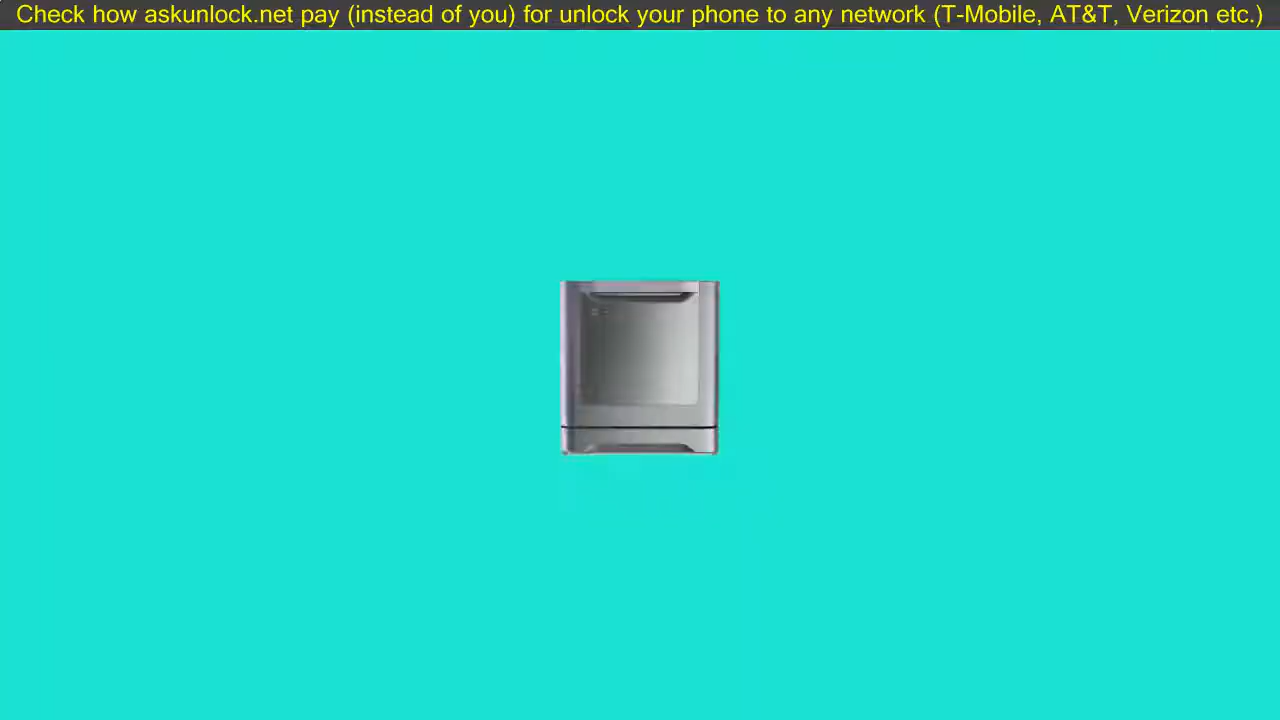 Check how askunlock.net pay (instead of you) for unlock your phone to any network (T-Mobile, AT&T, Verizon etc.)